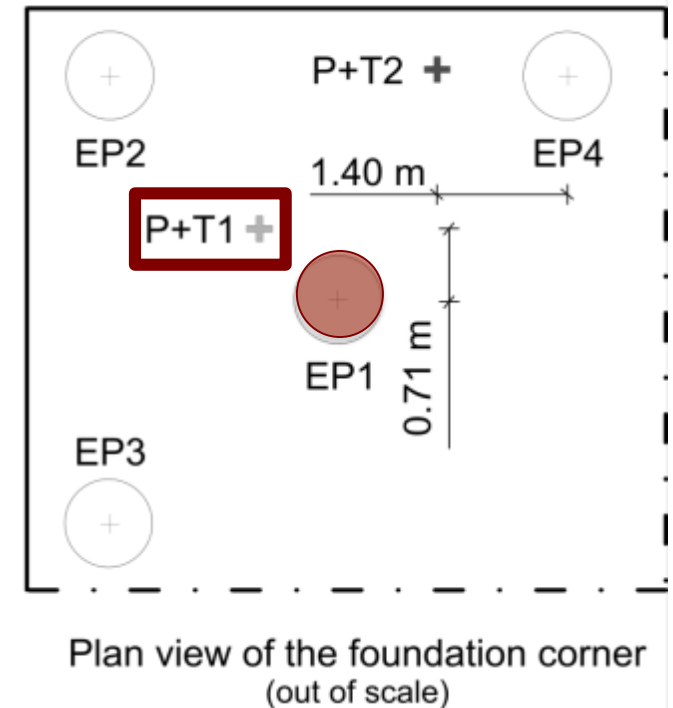 P+T2
EP2
EP4
1.40 m
P+T1
EP1
0.71 m
EP3
Plan view of the foundation corner
(out of scale)